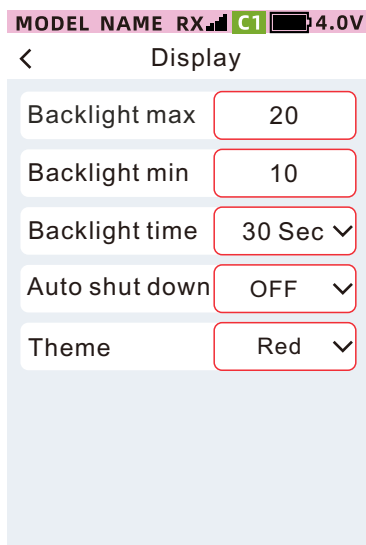 MODEL NAME RX C1 4.0V
Display
Backlight max 20
Backlight min 10
Backlight time 30 Sec
Auto shut down OFF
Theme Red